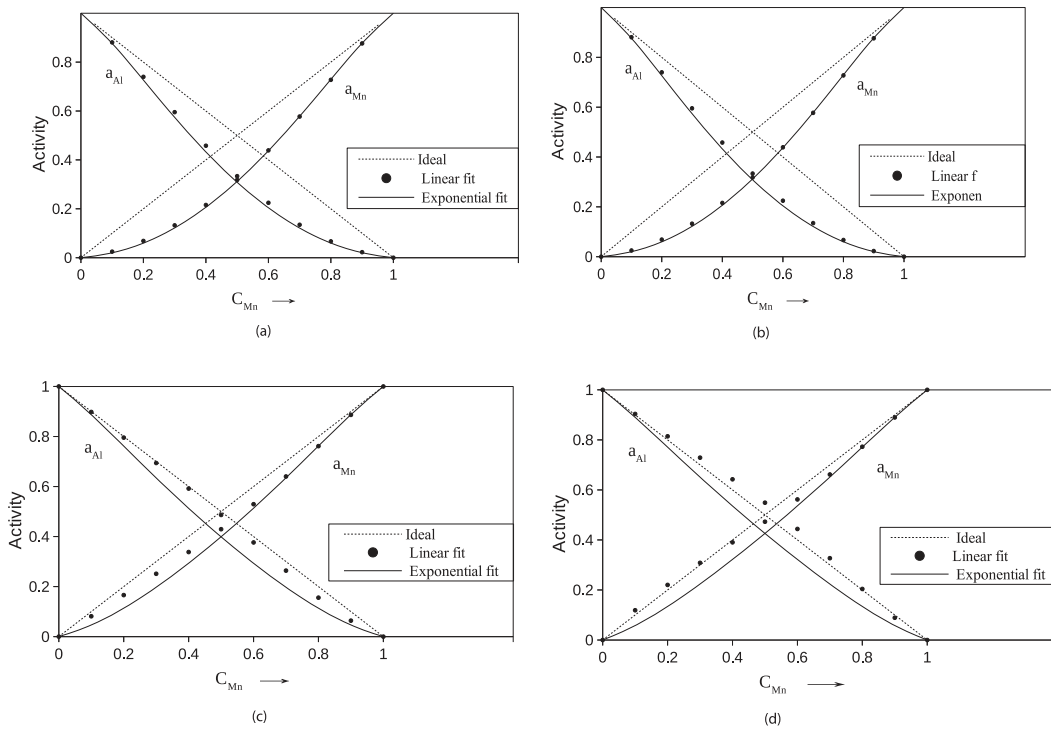 0.8
0.6
0.4
0.2
0
Activity
a_Al
a_Mn
Ideal
Linear fit
Exponential fit
0 0.2 0.4 0.6 0.8 1
C_Mn →
(a)
0.8
0.6
0.4
0.2
0
Activity
a_Al
a_Mn
Ideal
Linear f
Exponen
0 0.2 0.4 0.6 0.8 1
C_Mn →
(b)
1
0.8
0.6
0.4
0.2
0
Activity
a_Al
a_Mn
Ideal
Linear fit
Exponential fit
0 0.2 0.4 0.6 0.8 1
C_Mn →
(c)
1
0.8
0.6
0.4
0.2
0
Activity
a_Al
a_Mn
Ideal
Linear fit
Exponential fit
0 0.2 0.4 0.6 0.8 1
C_Mn →
(d)